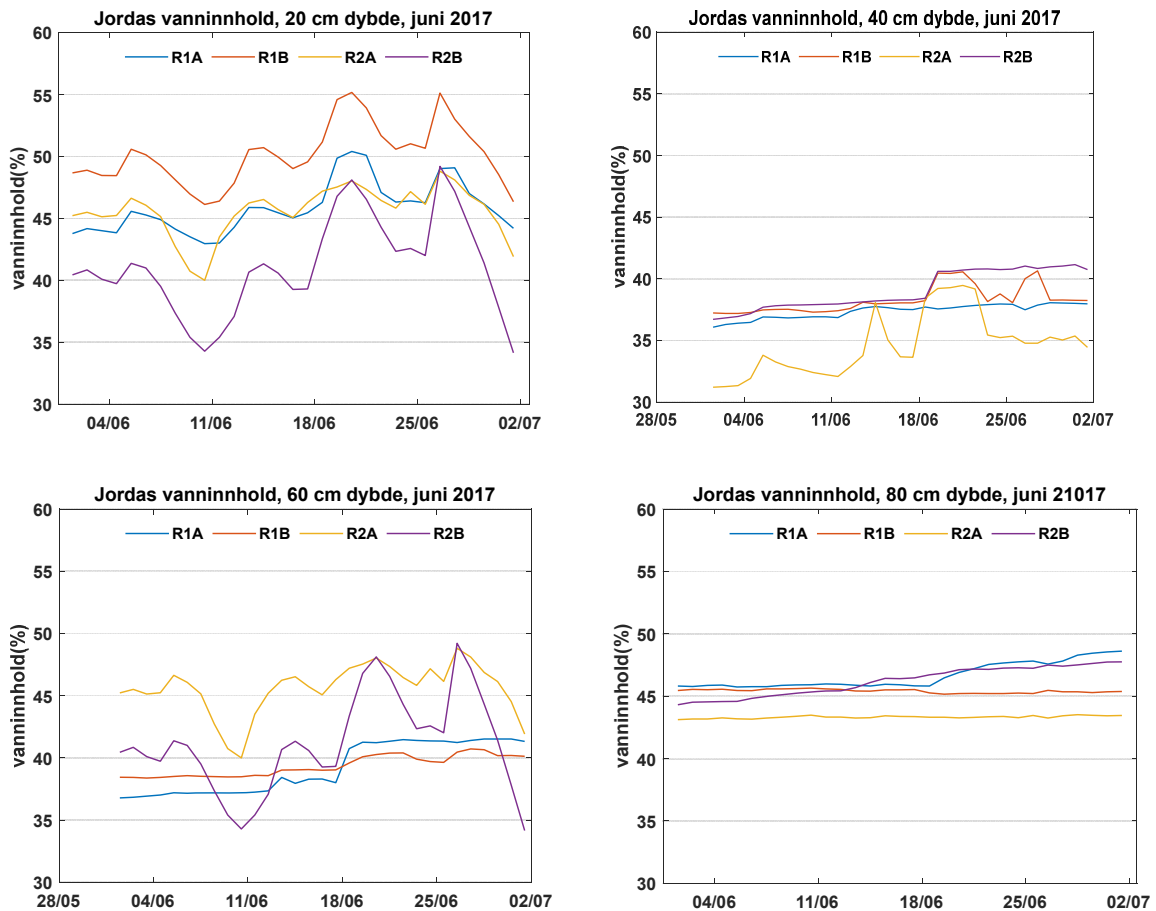 Jordas vanninnhold, 20 cm dybde, juni 2017
60
55
50
45
40
35
30
vanninnhold(%)
R1A R1B R2A R2B
04/06 11/06 18/06 25/06 02/07
Jordas vanninnhold, 40 cm dybde, juni 2017
60
55
50
45
40
35
30
vanninnhold(%)
R1A R1B R2A R2B
28/05 04/06 11/06 18/06 25/06 02/07
Jordas vanninnhold, 60 cm dybde, juni 2017
60
55
50
45
40
35
30
vanninnhold(%)
R1A R1B R2A R2B
28/05 04/06 11/06 18/06 25/06 02/07
Jordas vanninnhold, 80 cm dybde, juni 21017
60
55
50
45
40
35
30
vanninnhold(%)
R1A R1B R2A R2B
04/06 11/06 18/06 25/06 02/07